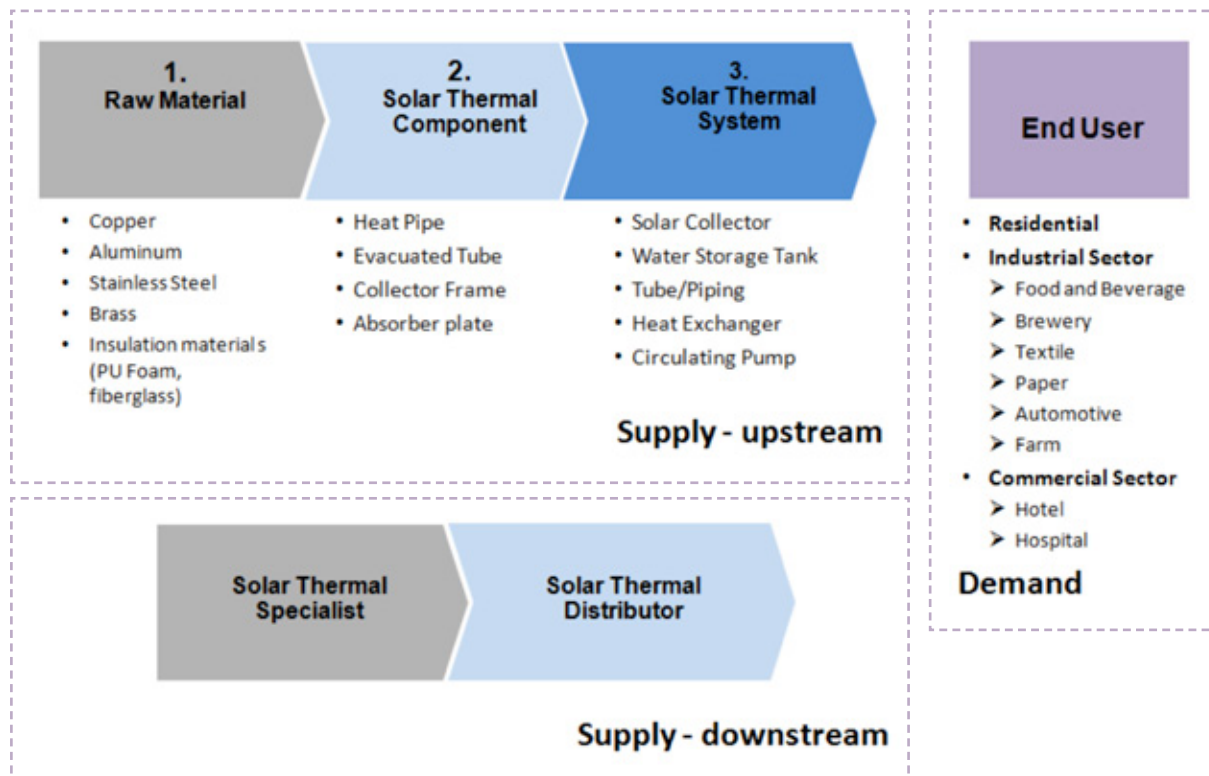 1.
Raw Material
• Copper
• Aluminum
• Stainless Steel
• Brass
• Insulation materials
(PU Foam,
fiberglass)
2.
Solar Thermal
Component
• Heat Pipe
• Evacuated Tube
• Collector Frame
• Absorber plate
3.
Solar Thermal
System
• Solar Collector
• Water Storage Tank
• Tube/Piping
• Heat Exchanger
• Circulating Pump
Supply - upstream
Solar Thermal
Specialist
Solar Thermal
Distributor
Supply - downstream
End User
• Residential
• Industrial Sector
➤ Food and Beverage
➤ Brewery
➤ Textile
➤ Paper
➤ Automotive
➤ Farm
• Commercial Sector
➤ Hotel
➤ Hospital
Demand